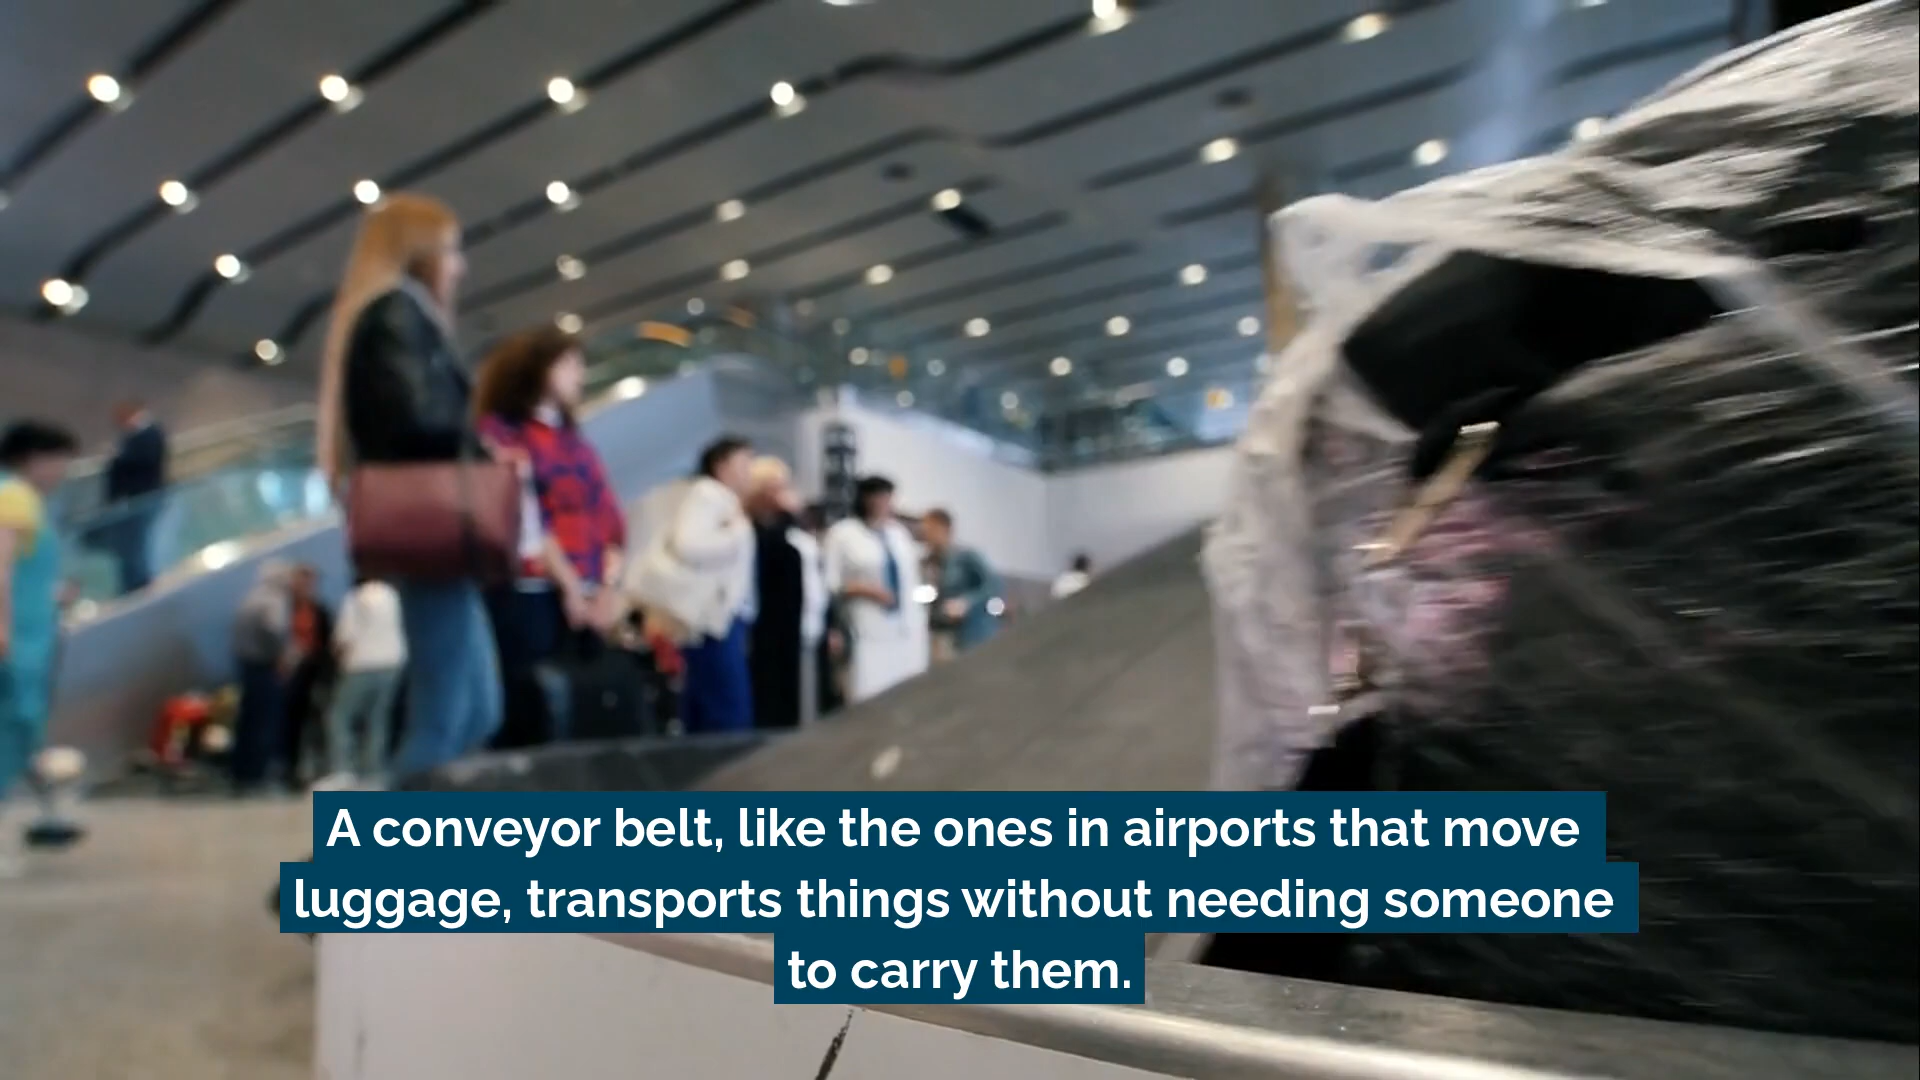 A conveyor belt, like the ones in airports that move
luggage, transports things without needing someone
to carry them.